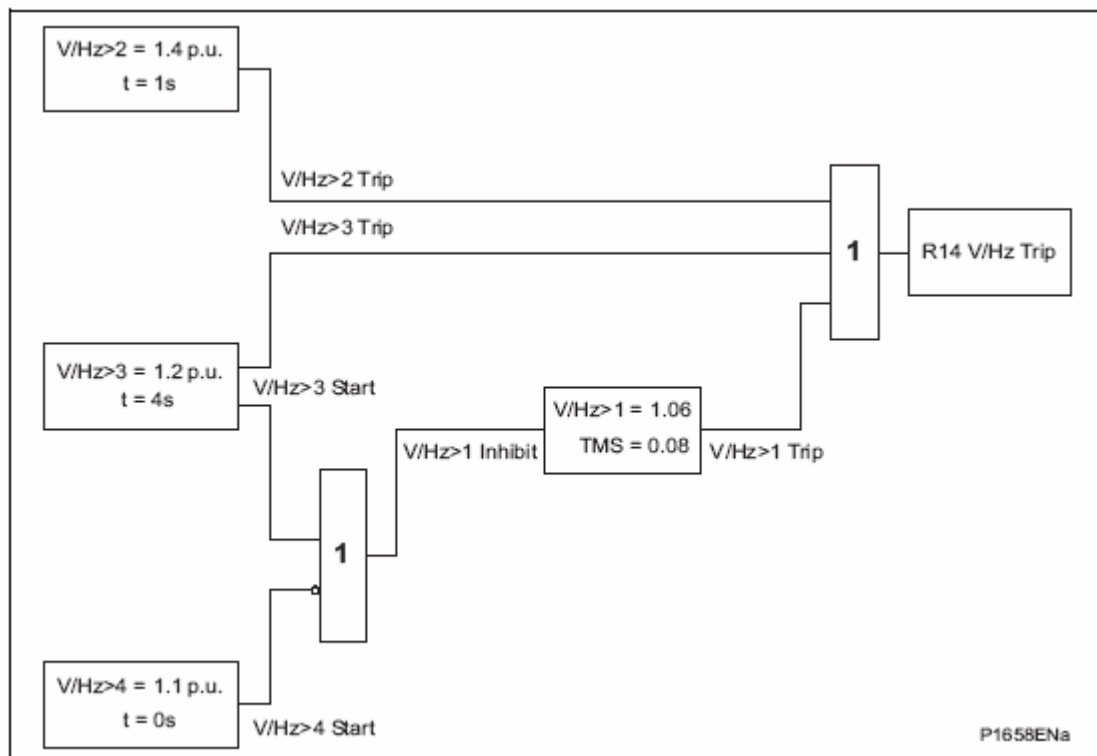 V/Hz>2 = 1.4 p.u.
t = 1s
V/Hz>2 Trip
V/Hz>3 Trip
1
R14 V/Hz Trip
V/Hz>3 = 1.2 p.u.
t = 4s
V/Hz>3 Start
V/Hz>1 = 1.06
TMS = 0.08
V/Hz>1 Inhibit
V/Hz>1 Trip
1
V/Hz>4 = 1.1 p.u.
t = 0s
V/Hz>4 Start
P1658ENa